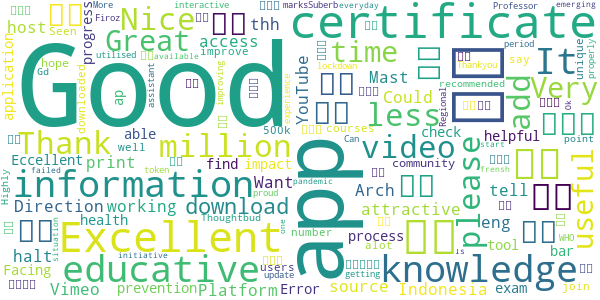 Good
app
certificate
knowledge
Excellent
information
educative
million
Thank
video
Nice
Great
time
less
It
Very
add
useful
please
download
host
progress
thh
access
improve
application
downloaded
hope
Gd
utilised
available
assistant
ap
More
Firoz
interactive
Seen
marksSuberb
everyday
Professor
emerging
YouTube
Mast
Could
lockdown
period
unique
say
properly
recommended
Regional
Thankyou
Ok
500k
experience
improving
able
well
print
find
impact
Want
check
courses
Can
helpful
community
tell
point
start
frensh
Direction
working
health
Highly
failed
token
proud
pandemic
Arch
attractive
leng
process
number
aiot
tool
bar
Is
WHO
halt
Facing
Vimeo
prevention
Platform
Thoughtbud
users
update
Error
one
source
getting
Indonesia
exam
join
situation
initiative